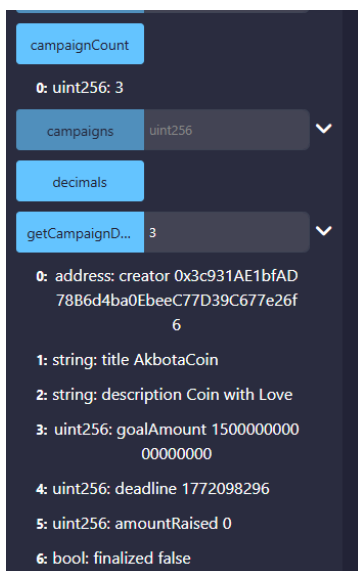 campaignCount
0: uint256: 3
campaigns uint256
decimals
getCampaignD... 3
0: address: creator 0x3c931AE1bfAD
78B6d4ba0EbeeC77D39C677e26f
6
1: string: title AkbotaCoin
2: string: description Coin with Love
3: uint256: goalAmount 1500000000
00000000
4: uint256: deadline 1772098296
5: uint256: amountRaised 0
6: bool: finalized false